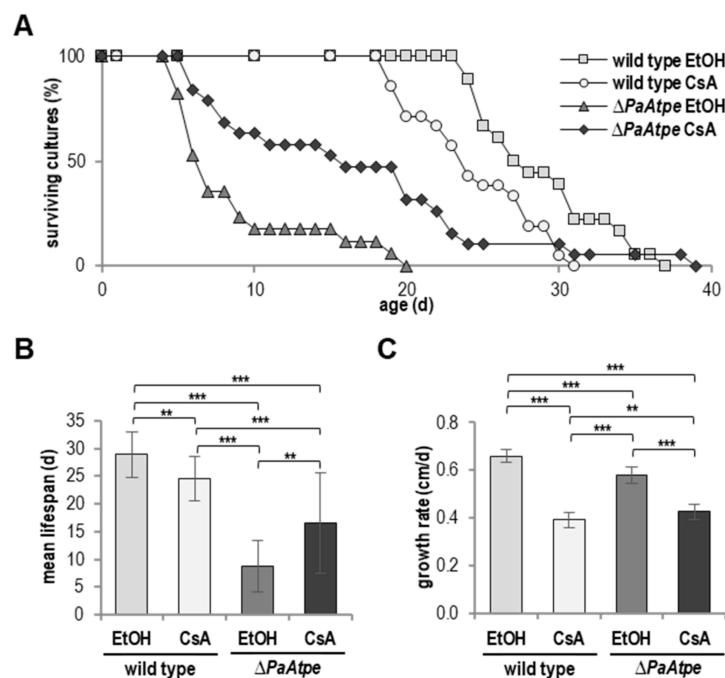 A
surviving cultures (%)
100
50
0
0
10
20
30
40
age (d)
wild type EtOH
wild type CsA
ΔPaAtpe EtOH
ΔPaAtpe CsA
B
mean lifespan (d)
35
30
25
20
15
10
5
0
***
***
***
**
***
***
**
EtOH CsA EtOH CsA
wild type ΔPaAtpe
C
growth rate (cm/d)
0.8
0.6
0.4
0.2
0.0
***
***
***
**
***
***
EtOH CsA EtOH CsA
wild type ΔPaAtpe